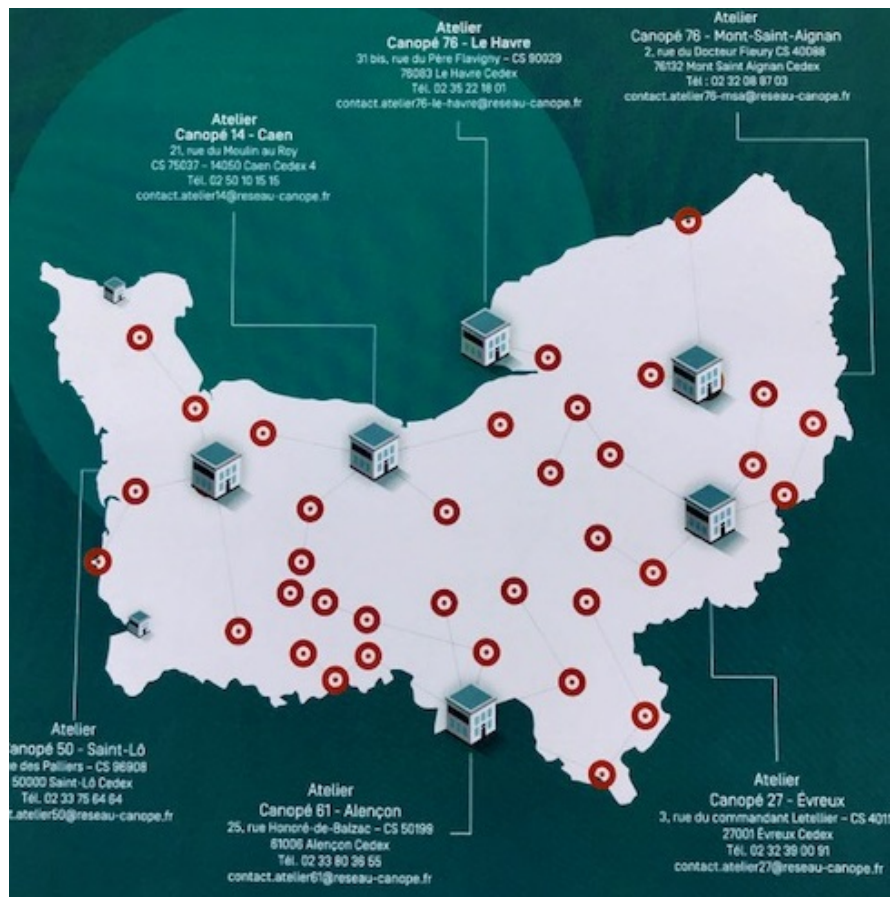 Atelier
Canopé 76 - Le Havre
31 bis, rue du Père Flavigny – CS 90029
76083 Le Havre Cedex
Tél. 02 35 22 18 01
contact.atelier76-le-havre@reseau-canope.fr
Atelier
Canopé 76 - Mont-Saint-Aignan
2, rue du Docteur Fleury CS 40088
76132 Mont Saint Aignan Cedex
Tél : 02 32 08 87 03
contact.atelier76-msa@reseau-canope.fr
Atelier
Canopé 14 - Caen
21, rue du Moulin au Roy
CS 75037 – 14050 Caen Cedex 4
Tél. 02 50 10 15 15
contact.atelier14@reseau-canope.fr
Atelier
Canopé 50 - Saint-Lô
des Palliers – CS 96908
50000 Saint-Lô Cedex
Tél. 02 33 75 64 64
t.atelier50@reseau-canope.fr
Atelier
Canopé 61 - Alençon
25, rue Honoré-de-Balzac – CS 50199
61006 Alençon Cedex
Tél. 02 33 80 36 55
contact.atelier61@reseau-canope.fr
Atelier
Canopé 27 - Évreux
3, rue du commandant Letellier – CS 4011
27001 Évreux Cedex
Tél. 02 32 39 00 91
contact.atelier27@reseau-canope.fr